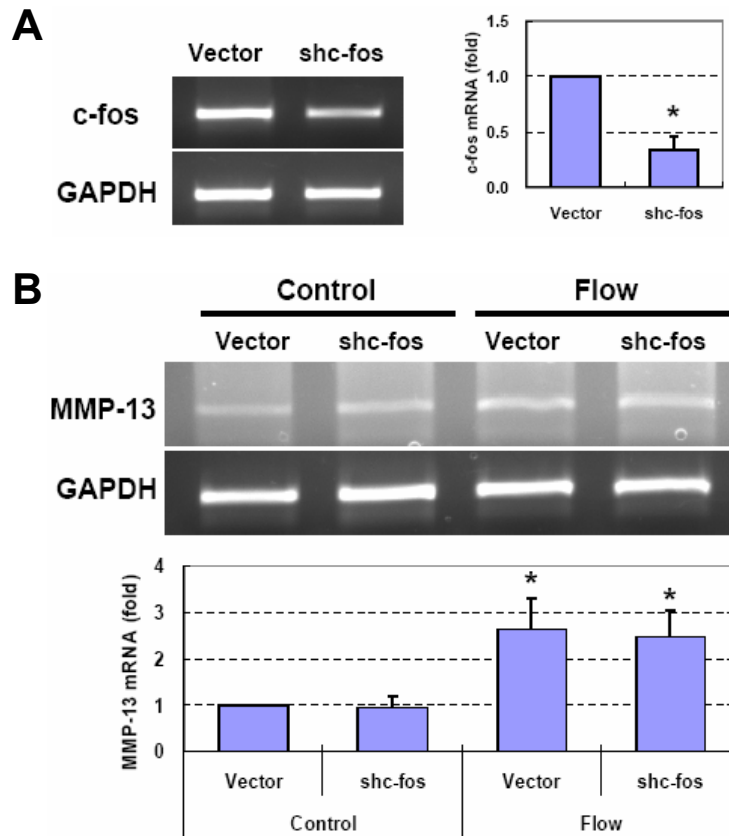 A
Vector shc-fos
c-fos
GAPDH
c-fos mRNA (fold)
1.5
1.0
0.5
0.0
*
Vector shc-fos
B
Control Flow
Vector shc-fos Vector shc-fos
MMP-13
GAPDH
MMP-13 mRNA (fold)
4
3
2
1
0
* *
Vector shc-fos Vector shc-fos
Control Flow